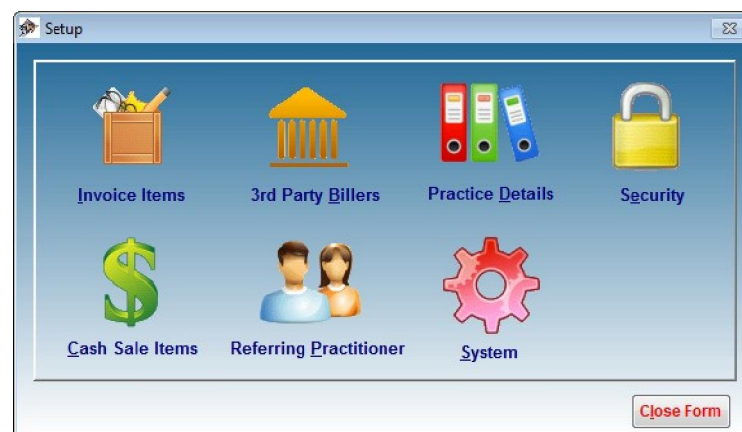 Setup
Invoice Items
3rd Party Billers
Practice Details
Security
Cash Sale Items
Referring Practitioner
System
Close Form